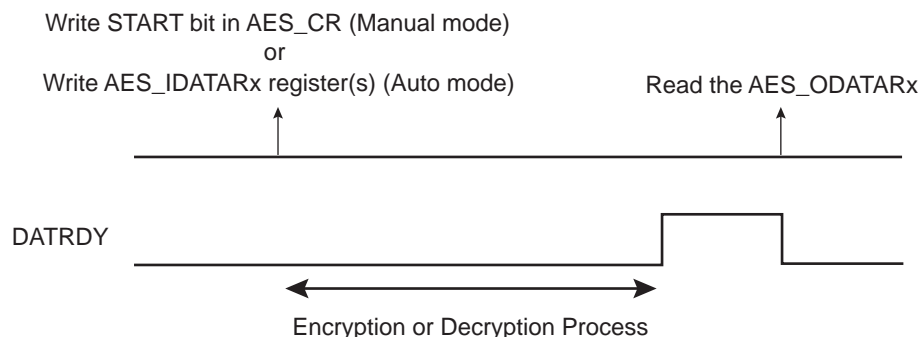 Write START bit in AES_CR (Manual mode)
or
Write AES_IDATARx register(s) (Auto mode)
Read the AES_ODATARx
DATRDY
Encryption or Decryption Process